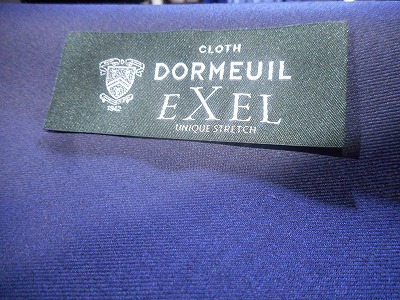 CLOTH
DORMEUIL
EXEL
UNIQUE STRETCH
1842